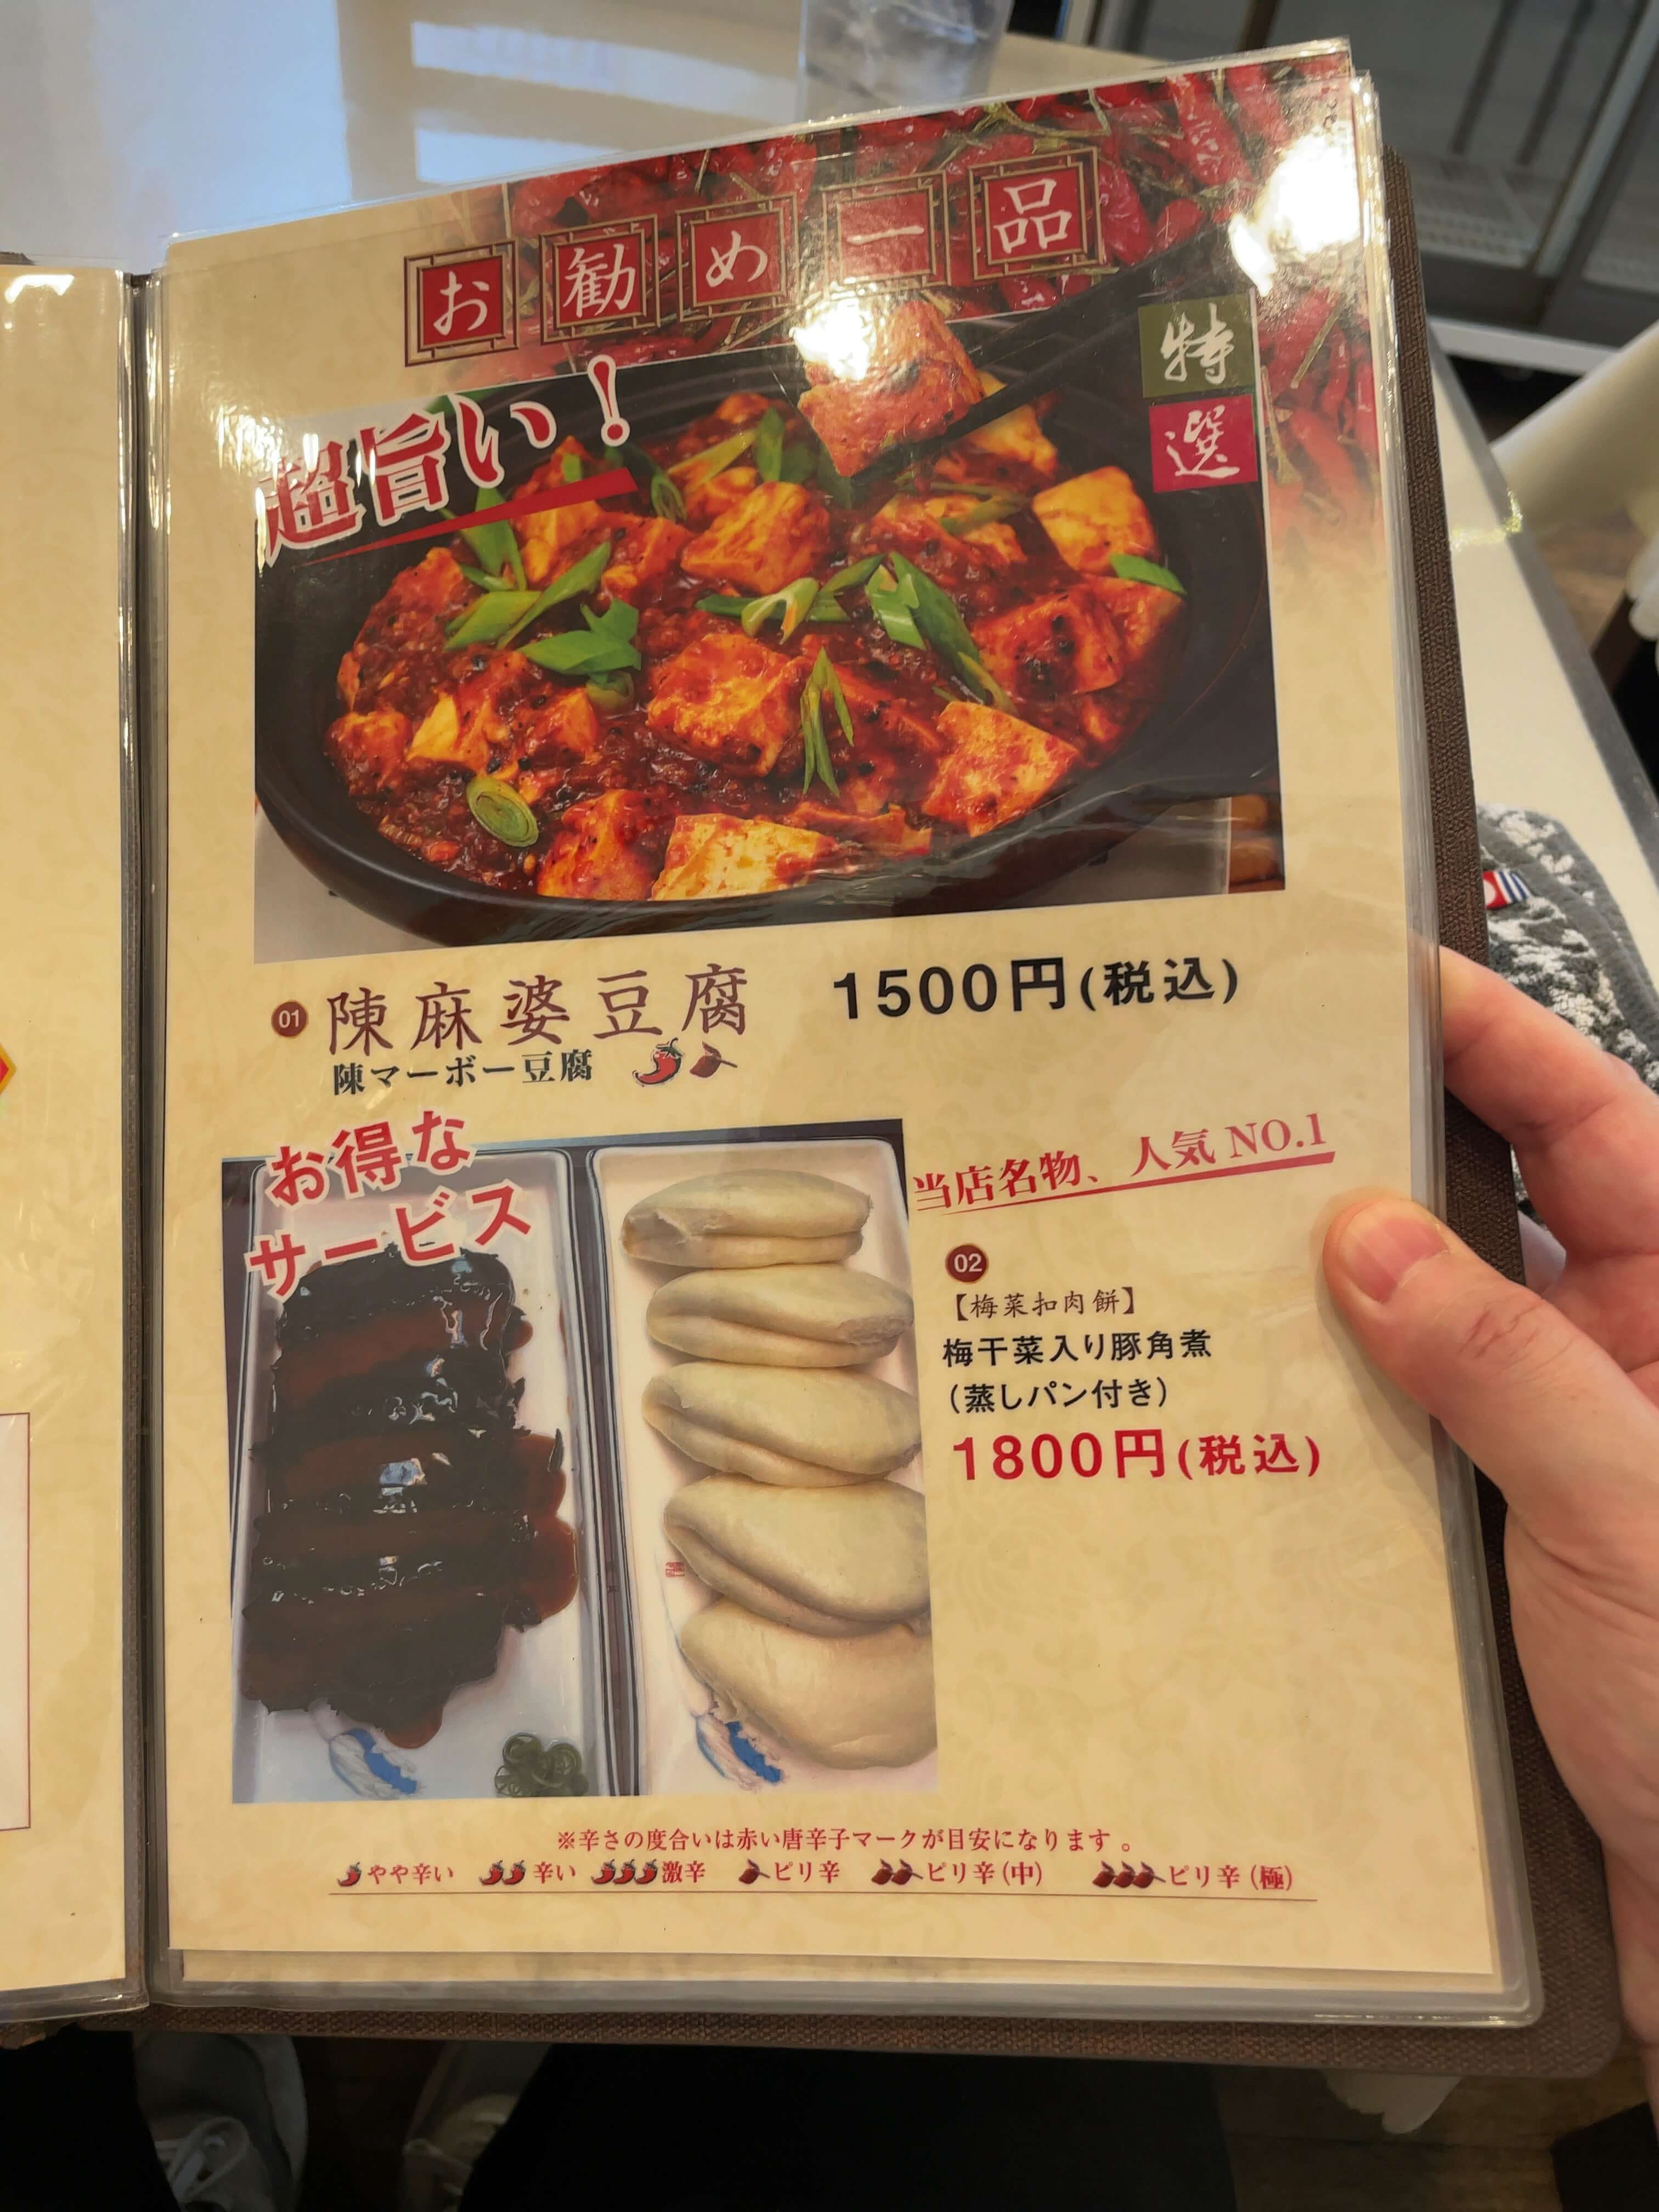 お勧め一品
特選
超旨い!
01 陳麻婆豆腐 1500円(税込)
陳マーボー豆腐
お得な
サービス
当店名物、人気 NO.1
02
【梅菜扣肉餅】
梅干菜入り豚角煮
(蒸しパン付き)
1800円(税込)
※辛さの度合いは赤い唐辛子マークが目安になります。
やや辛い 辛い 激辛 ピリ辛 ピリ辛(中) ピリ辛(極)